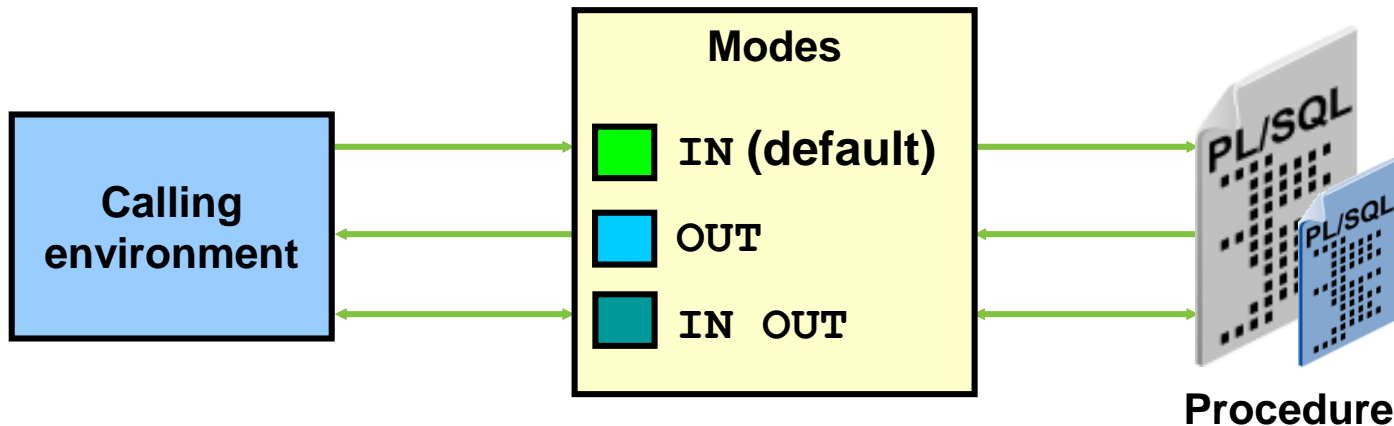 Modes
Calling
environment
IN (default)
OUT
IN OUT
PL/SQL
PL/SQL
Procedure